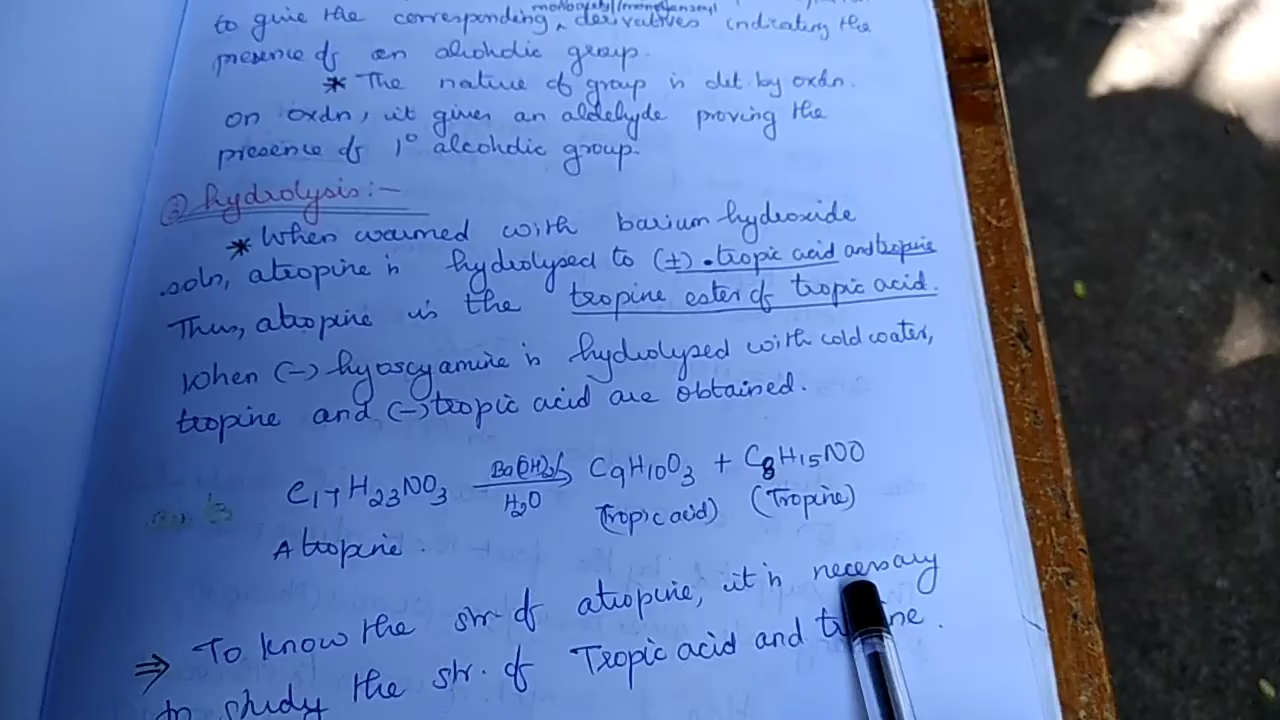 monoacetyl/monobenzoyl
to give the corresponding ^ derivatives indicating the
presence of an alcoholic group.
* The nature of group is det. by oxdn.
on oxdn, it gives an aldehyde proving the
presence of 1° alcoholic group.
② hydrolysis:-
* When warmed with barium hydroxide
soln, atropine is hydrolysed to (±).tropic acid and tropine
Thus, atropine is the tropine ester of tropic acid.
When (-) hyoscyamine is hydrolysed with cold water,
tropine and (-) tropic acid are obtained.
C17H23NO3 Ba(OH)2 / H2O → C9H10O3 + C8H15NO
(Tropic acid) (Tropine)
Atropine.
⇒ To know the str. of atropine, it is necessary
to study the str. of Tropic acid and